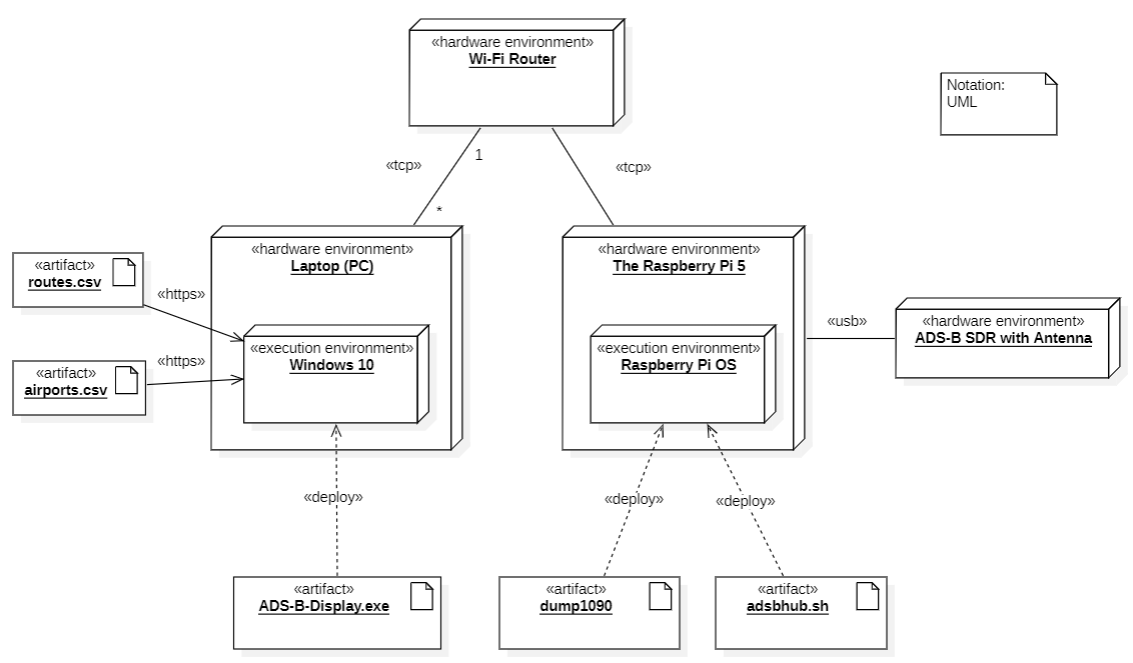 «hardware environment»
Wi-Fi Router
Notation:
UML
«tcp»
1
*
«tcp»
«hardware environment»
Laptop (PC)
«hardware environment»
The Raspberry Pi 5
«artifact»
routes.csv
«https»
«artifact»
airports.csv
«https»
«execution environment»
Windows 10
«execution environment»
Raspberry Pi OS
«usb»
«hardware environment»
ADS-B SDR with Antenna
«deploy»
«deploy»
«deploy»
«artifact»
ADS-B-Display.exe
«artifact»
dump1090
«artifact»
adsbhub.sh